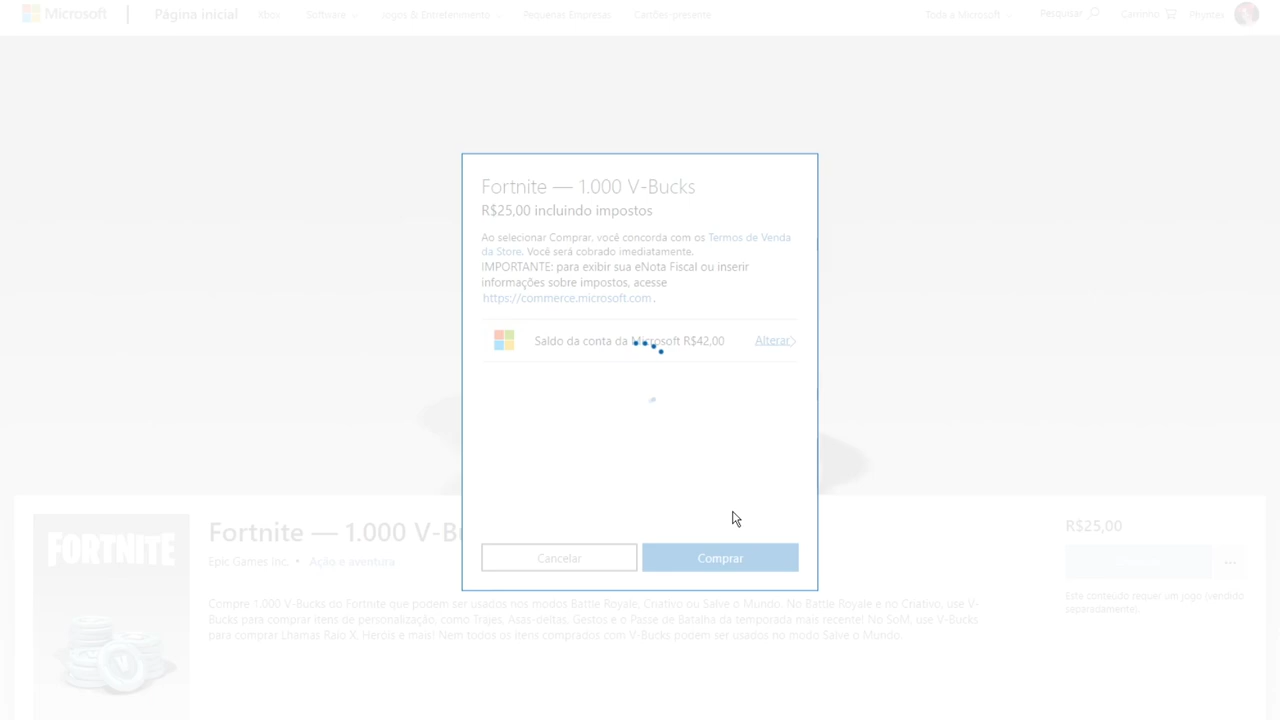 Microsoft
Página inicial
Xbox
Software
Jogos & Entretenimento
Pequenas Empresas
Cartões-presente
Toda a Microsoft
Pesquisar
Carrinho
Fortnite — 1.000 V-Bucks
R$25,00 incluindo impostos
Ao selecionar Comprar, você concorda com os Termos de Venda
da Store. Você será cobrado imediatamente.
IMPORTANTE: para exibir sua eNota Fiscal ou inserir
informações sobre impostos, acesse
https://commerce.microsoft.com.
Saldo da conta da Microsoft R$42,00
Alterar
Cancelar
Comprar
FORTNITE
V
Fortnite — 1.000 V-B
Epic Games Inc. • Ação e aventura
Compre 1.000 V-Bucks do Fortnite que podem ser usados nos modos Battle Royale, Criativo ou Salve o Mundo. No Battle Royale e no Criativo, use V-
Bucks para comprar itens de personalização, como Trajes, Asas-deltas, Gestos e o Passe de Batalha da temporada mais recente! No SoM, use V-Bucks
para comprar Lhamas Raio X, Heróis e mais! Nem todos os itens comprados com V-Bucks podem ser usados no modo Salve o Mundo.
R$25,00
...
Este conteúdo requer um jogo (vendido
separadamente).